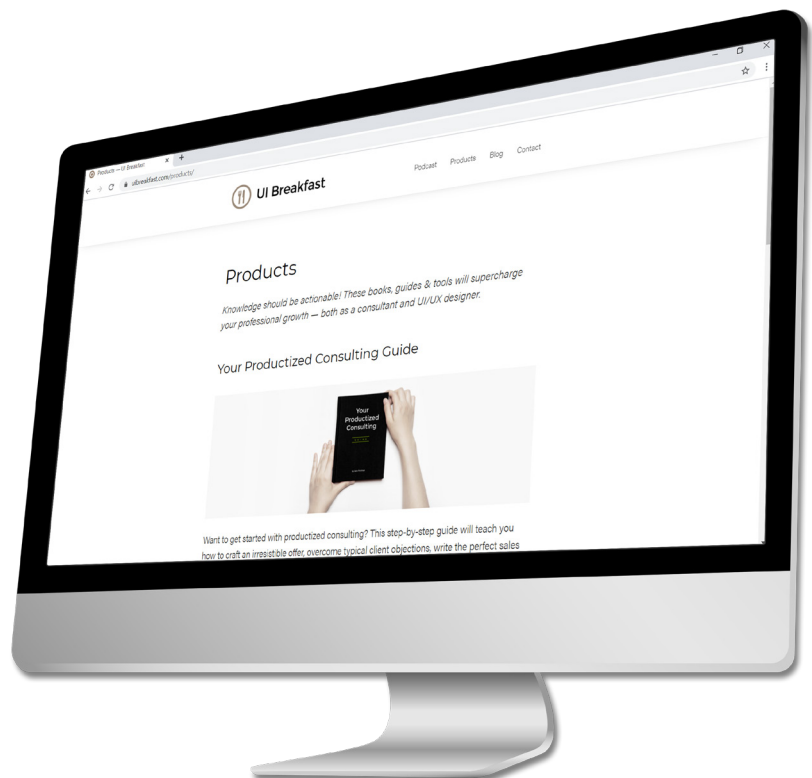 Products — UI Breakfast
uibreakfast.com/products/
UI Breakfast
Podcast Products Blog Contact
Products
Knowledge should be actionable! These books, guides & tools will supercharge
your professional growth — both as a consultant and UI/UX designer.
Your Productized Consulting Guide
Your
Productized
Consulting
Want to get started with productized consulting? This step-by-step guide will teach you
how to craft an irresistible offer, overcome typical client objections, write the perfect sales